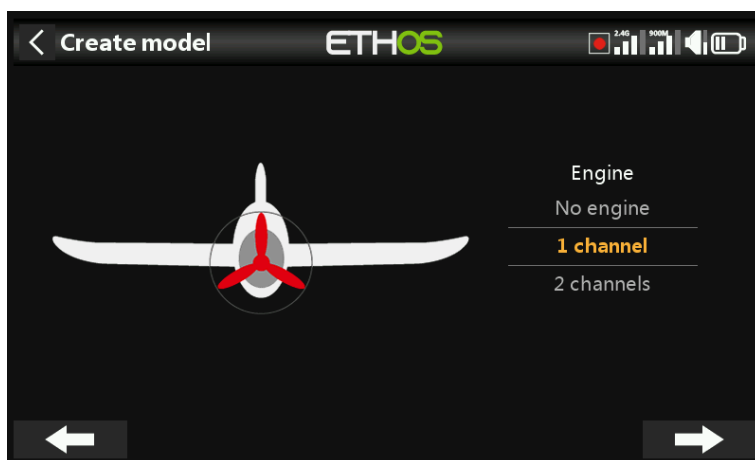 Create model
ETHOS
2.4G
900M
Engine
No engine
1 channel
2 channels